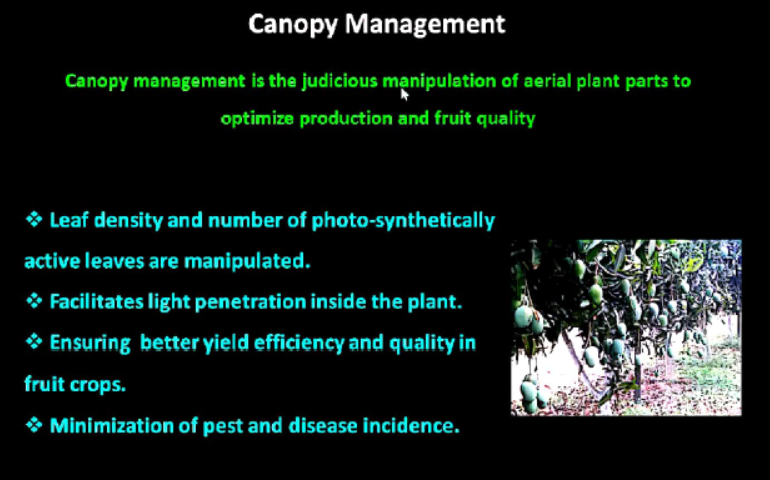 Canopy Management
Canopy management is the judicious manipulation of aerial plant parts to
optimize production and fruit quality
❖ Leaf density and number of photo-synthetically
active leaves are manipulated.
❖ Facilitates light penetration inside the plant.
❖ Ensuring better yield efficiency and quality in
fruit crops.
❖ Minimization of pest and disease incidence.